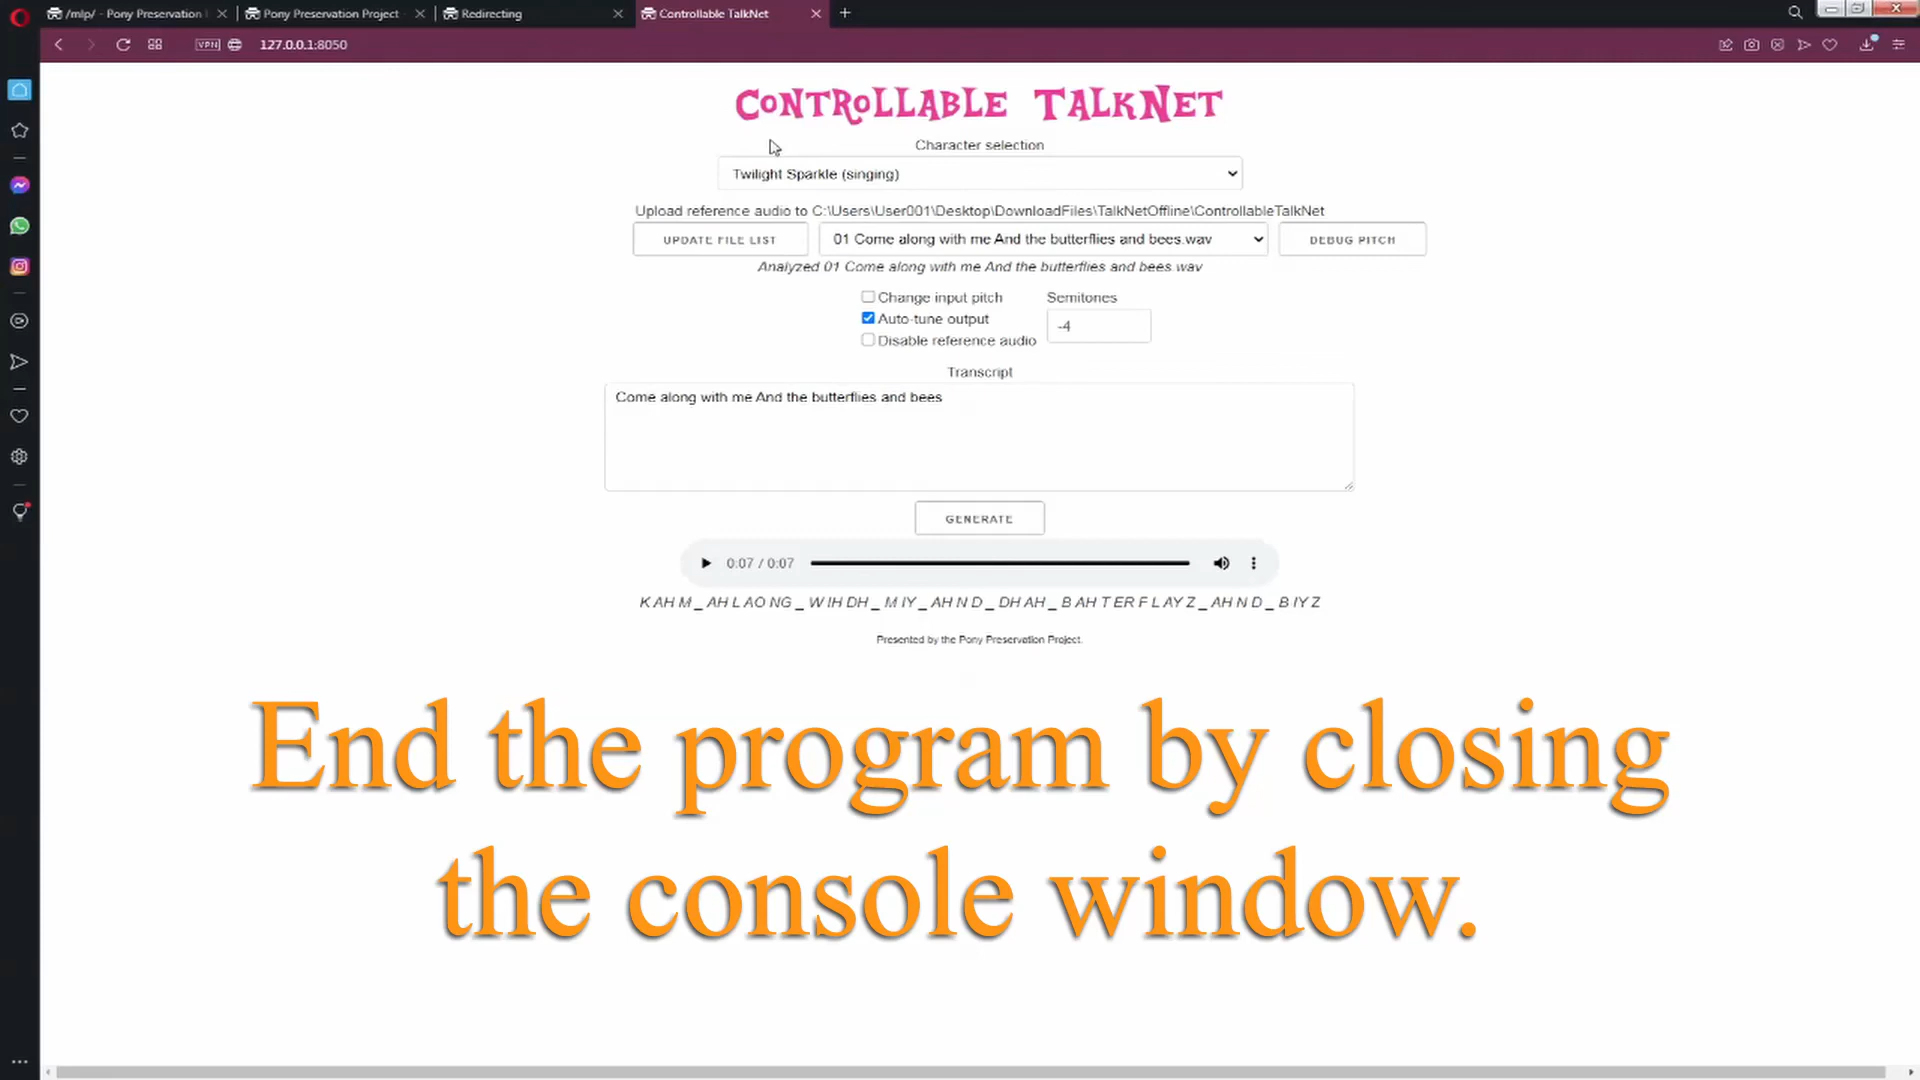 /mlp/ - Pony Preservation
Pony Preservation Project
Redirecting
Controllable TalkNet
VPN
127.0.0.1:8050
Controllable TalkNet
Character selection
Twilight Sparkle (singing)
Upload reference audio to C:\Users\User001\Desktop\DownloadFiles\TalkNetOffline\ControllableTalkNet
UPDATE FILE LIST
01 Come along with me And the butterflies and bees.wav
DEBUG PITCH
Analyzed 01 Come along with me And the butterflies and bees.wav
Change input pitch
Semitones
Auto-tune output
-4
Disable reference audio
Transcript
Come along with me And the butterflies and bees
GENERATE
0:07 / 0:07
K AH M _ AH L AO NG _ W IH DH _ M IY _ AH N D _ DH AH _ B AH T ER F L AY Z _ AH N D _ B IY Z
Presented by the Pony Preservation Project.
End the program by closing
the console window.